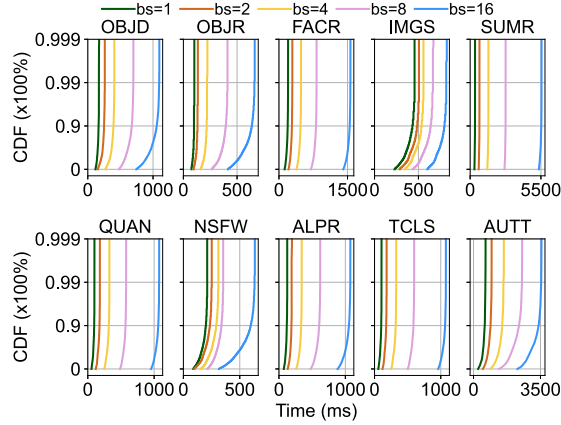 bs=1 bs=2 bs=4 bs=8 bs=16
OBJD OBJR FACR IMGS SUMR
CDF (x100%)
0.999
0.99
0.9
0
0 1000 0 500 0 1500 0 500 0 5500
QUAN NSFW ALPR TCLS AUTT
CDF (x100%)
0.999
0.99
0.9
0
0 1000 0 500 0 1000 0 1000 0 3500
Time (ms)